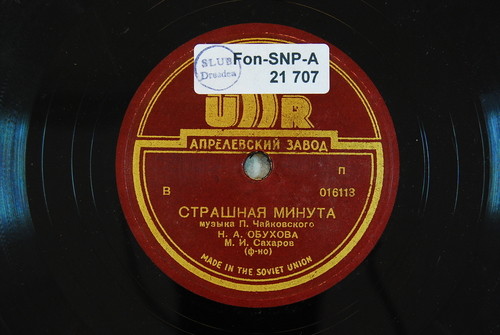 SLUB
Dresden
Fon-SNP-A
21 707
АПРЕЛЕВСКИЙ ЗАВОД
П
В
016113
СТРАШНАЯ МИНУТА
музыка П. Чайковского
Н. А. ОБУХОВА
М. И. Сахаров
(ф-но)
MADE IN THE SOVIET UNION